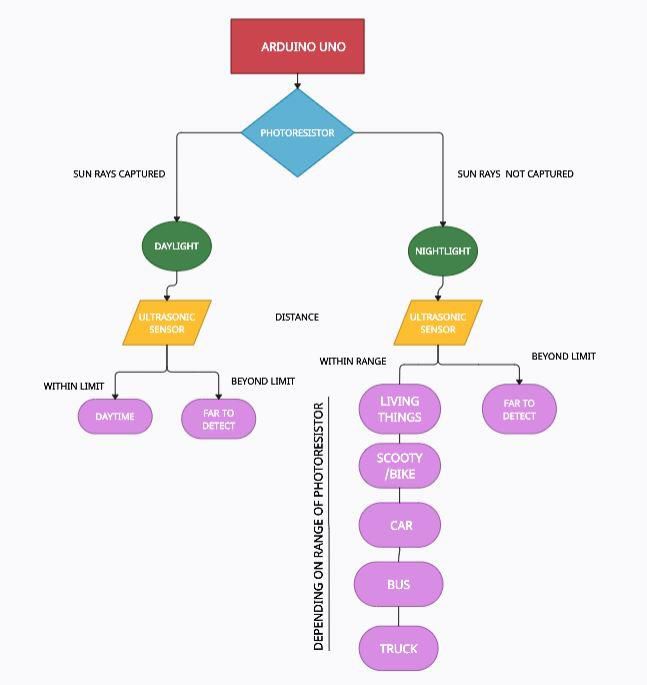 ARDUINO UNO
PHOTORESISTOR
SUN RAYS CAPTURED
SUN RAYS NOT CAPTURED
DAYLIGHT
NIGHTLIGHT
ULTRASONIC
SENSOR
DISTANCE
ULTRASONIC
SENSOR
WITHIN LIMIT
BEYOND LIMIT
WITHIN RANGE
BEYOND LIMIT
DAYTIME
FAR TO
DETECT
LIVING
THINGS
FAR TO
DETECT
DEPENDING ON RANGE OF PHOTORESISTOR
SCOOTY
/BIKE
CAR
BUS
TRUCK